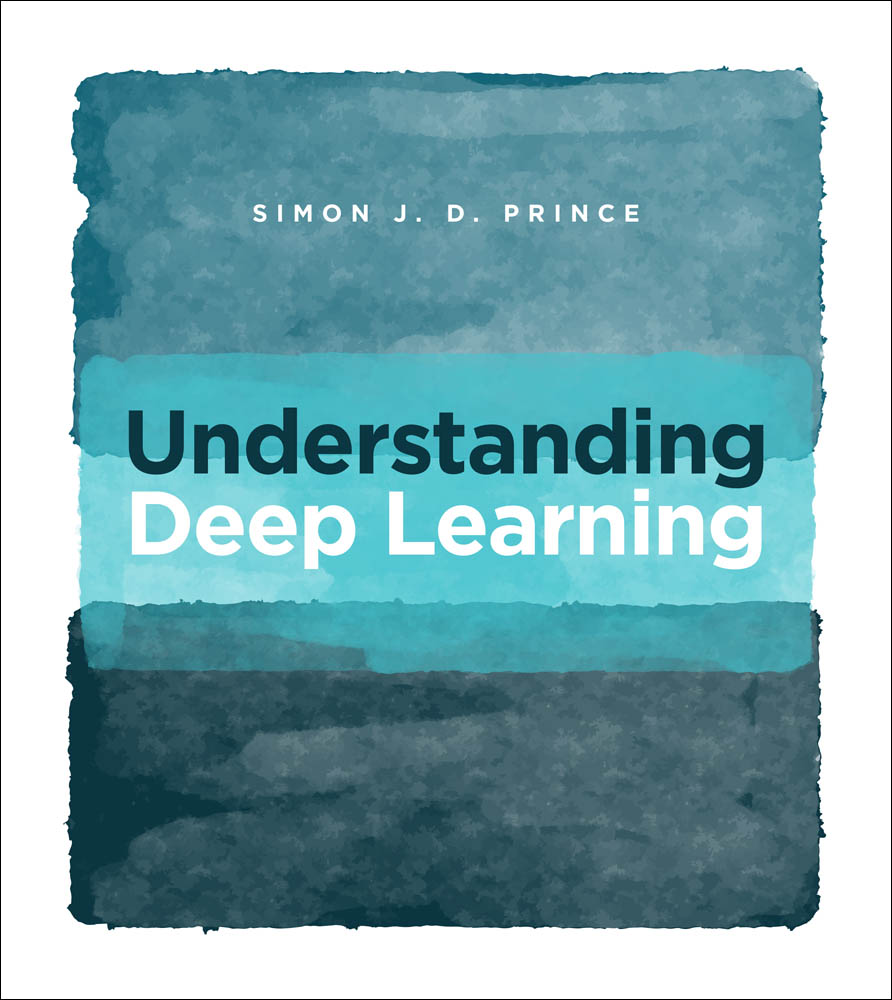 SIMON J. D. PRINCE
Understanding
Deep Learning